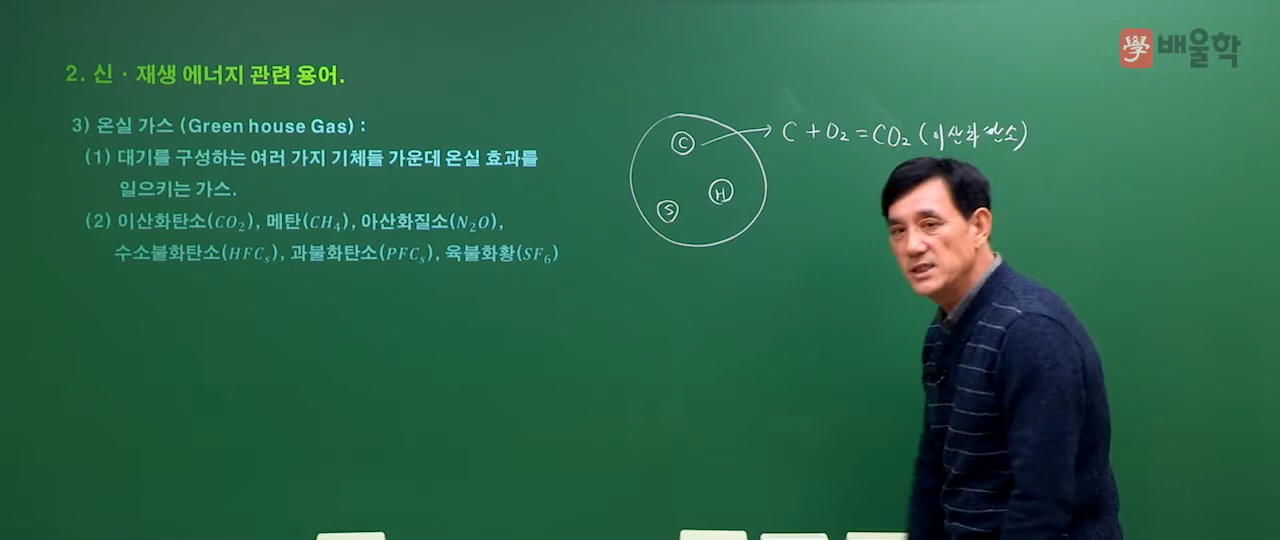 學 배울학
2. 신 · 재생 에너지 관련 용어.
3) 온실 가스 (Green house Gas) :
(1) 대기를 구성하는 여러 가지 기체들 가운데 온실 효과를
일으키는 가스.
(2) 이산화탄소(CO₂), 메탄(CH₄), 아산화질소(N₂O),
수소불화탄소(HFCₛ), 과불화탄소(PFCₛ), 육불화황(SF₆)
C
H
S
C + O₂ = CO₂ (이산화탄소)